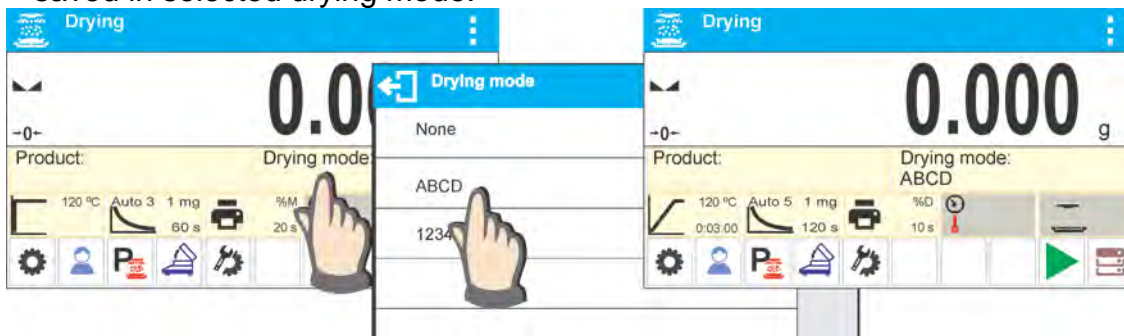 saved in selected drying mode.
Drying
0.0
-0-
Product:
Drying mode:
120 ºC Auto 3 1 mg %M
60 s 20 s
P
Drying mode
None
ABCD
1234
Drying
0.000 g
-0-
Product:
Drying mode:
ABCD
120 ºC Auto 5 1 mg %D
0:03:00 120 s 10 s
P